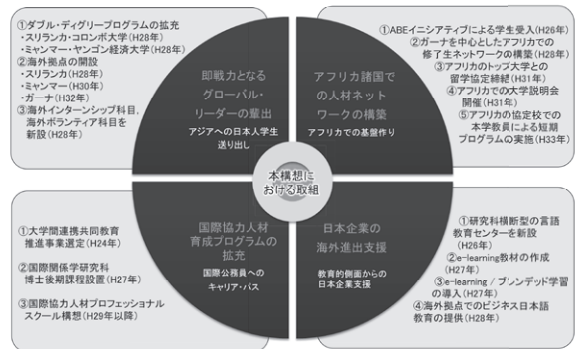 ①ダブル・ディグリープログラムの拡充
・スリランカ・コロンボ大学(H28年)
・ミャンマー・ヤンゴン経済大学(H28年)
②海外拠点の開設
・スリランカ(H28年)
・ミャンマー(H30年)
・ガーナ(H32年)
③海外インターンシップ科目、
海外ボランティア科目を
新設(H28年)
即戦力となる
グローバル・
リーダーの輩出
アジアへの日本人学生
送り出し
アフリカ諸国で
の人材ネット
ワークの構築
アフリカでの基盤作り
①ABEイニシアティブによる学生受入(H26年)
②ガーナを中心としたアフリカでの
修了生ネットワークの構築(H28年)
③アフリカのトップ大学との
留学協定締結(H31年)
④アフリカでの大学説明会
開催(H31年)
⑤アフリカの協定校での
本学教員による短期
プログラムの実施(H33年)
本構想に
おける取組
①大学間連携共同教育
推進事業選定(H24年)
②国際関係学研究科
博士後期課程設置(H27年)
③国際協力人材プロフェッショナル
スクール構想(H29年以降)
国際協力人材
育成プログラムの
拡充
国際公務員への
キャリア・パス
日本企業の
海外進出支援
教育的側面からの
日本企業支援
①研究科横断型の言語
教育センターを新設
(H26年)
②e-learning教材の作成
(H27年)
③e-learning / ブレンデッド学習
の導入(H27年)
④海外拠点でのビジネス日本語
教育の提供(H28年)